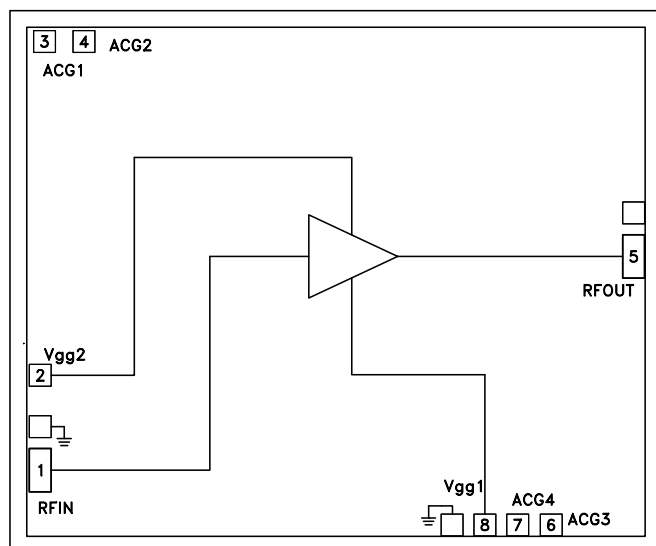 3 4 ACG2
ACG1
5
RFOUT
Vgg2
2
1
RFIN
Vgg1
ACG4
8 7 6 ACG3